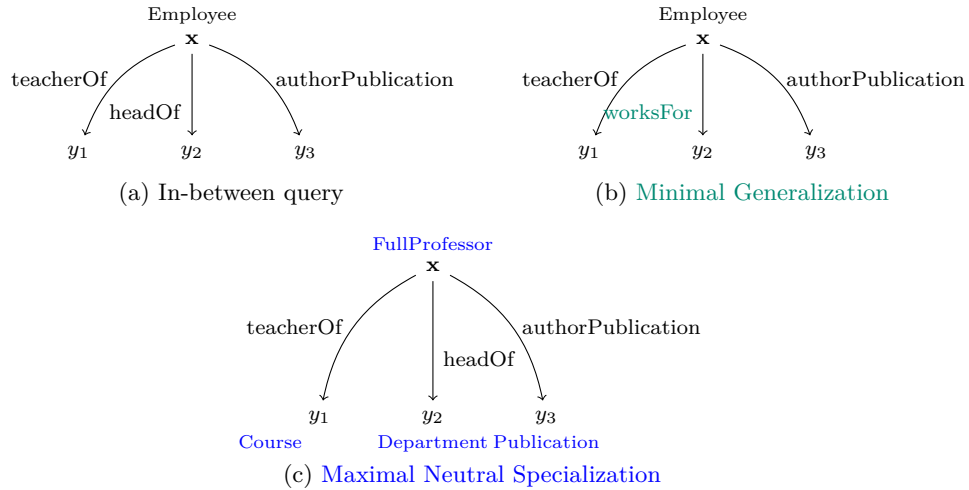 Employee Employee
x x
teacherOf authorPublication teacherOf authorPublication
headOf worksFor
y1 y2 y3 y1 y2 y3
(a) In-between query (b) Minimal Generalization
FullProfessor
x
teacherOf authorPublication
headOf
y1 y2 y3
Course Department Publication
(c) Maximal Neutral Specialization